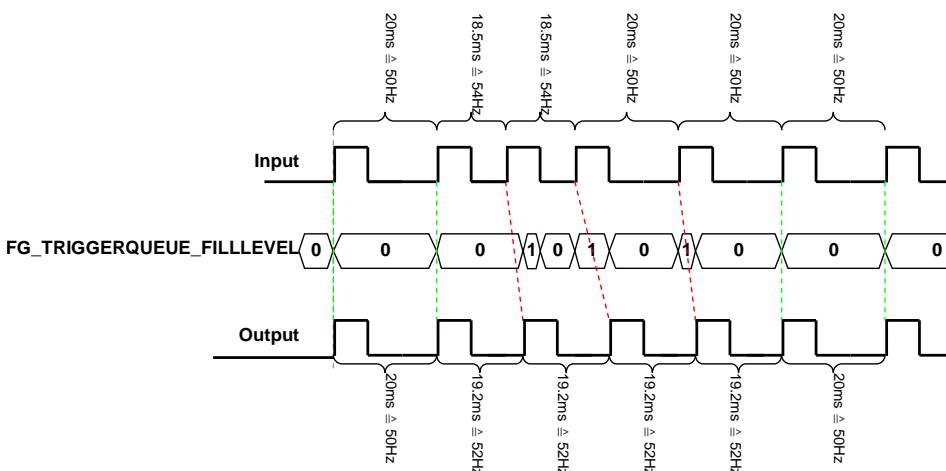 20ms ≙ 50Hz
18.5ms ≙ 54Hz
18.5ms ≙ 54Hz
20ms ≙ 50Hz
20ms ≙ 50Hz
20ms ≙ 50Hz
Input
FG_TRIGGERQUEUE_FILLLEVEL 0 0 0 1 0 1 0 1 0 0 0
Output
20ms ≙ 50Hz
19.2ms ≙ 52Hz
19.2ms ≙ 52Hz
19.2ms ≙ 52Hz
19.2ms ≙ 52Hz
20ms ≙ 50Hz